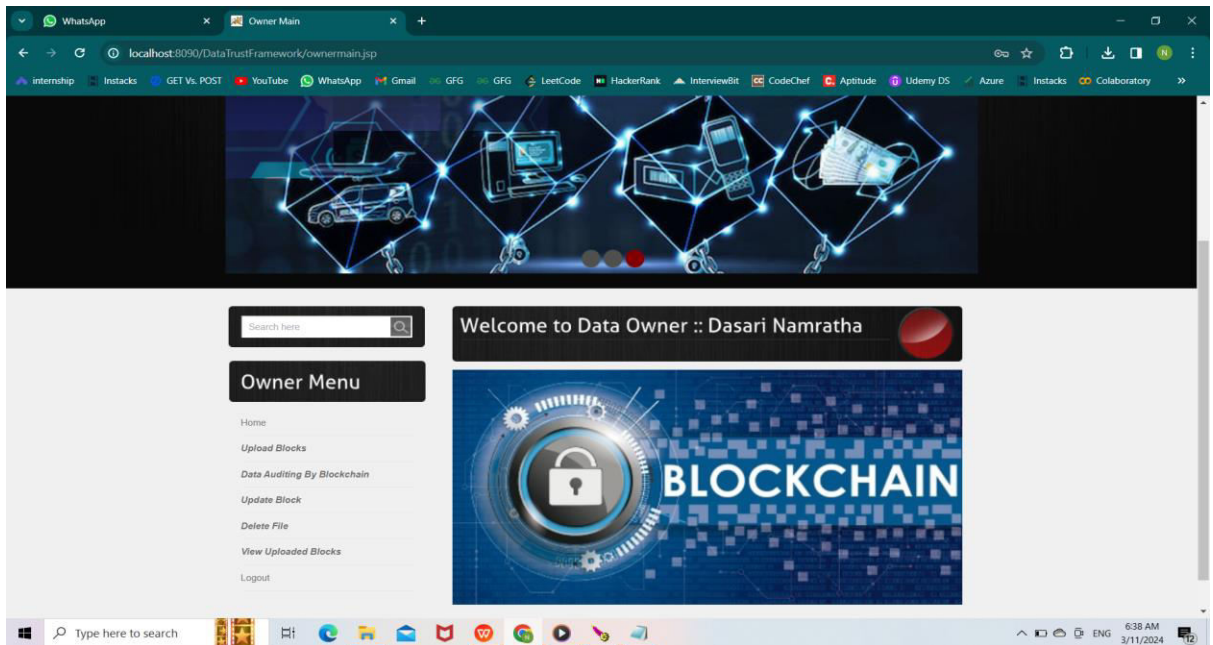 WhatsApp
Owner Main
localhost:8090/DataTrustFramework/ownermain.jsp
N
internship Instacks GET Vs. POST YouTube WhatsApp Gmail GFG GFG LeetCode HackerRank InterviewBit CodeChef Aptitude Udemy DS Azure Instacks Colaboratory »
Search here
Welcome to Data Owner :: Dasari Namratha
Owner Menu
Home
Upload Blocks
Data Auditing By Blockchain
Update Block
Delete File
View Uploaded Blocks
Logout
BLOCKCHAIN
Type here to search
ENG
6:38 AM
3/11/2024
12